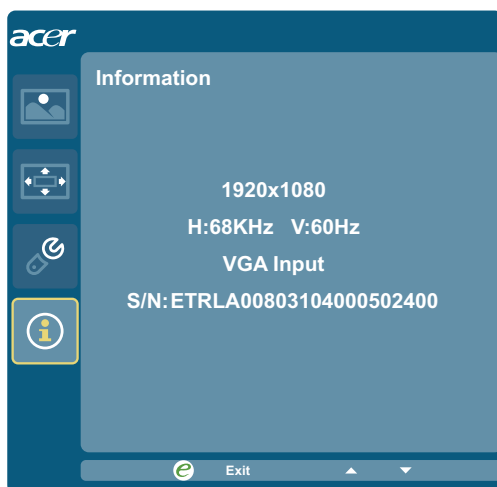 acer
Information
1920x1080
H:68KHz V:60Hz
VGA Input
S/N:ETRLA00803104000502400
e Exit